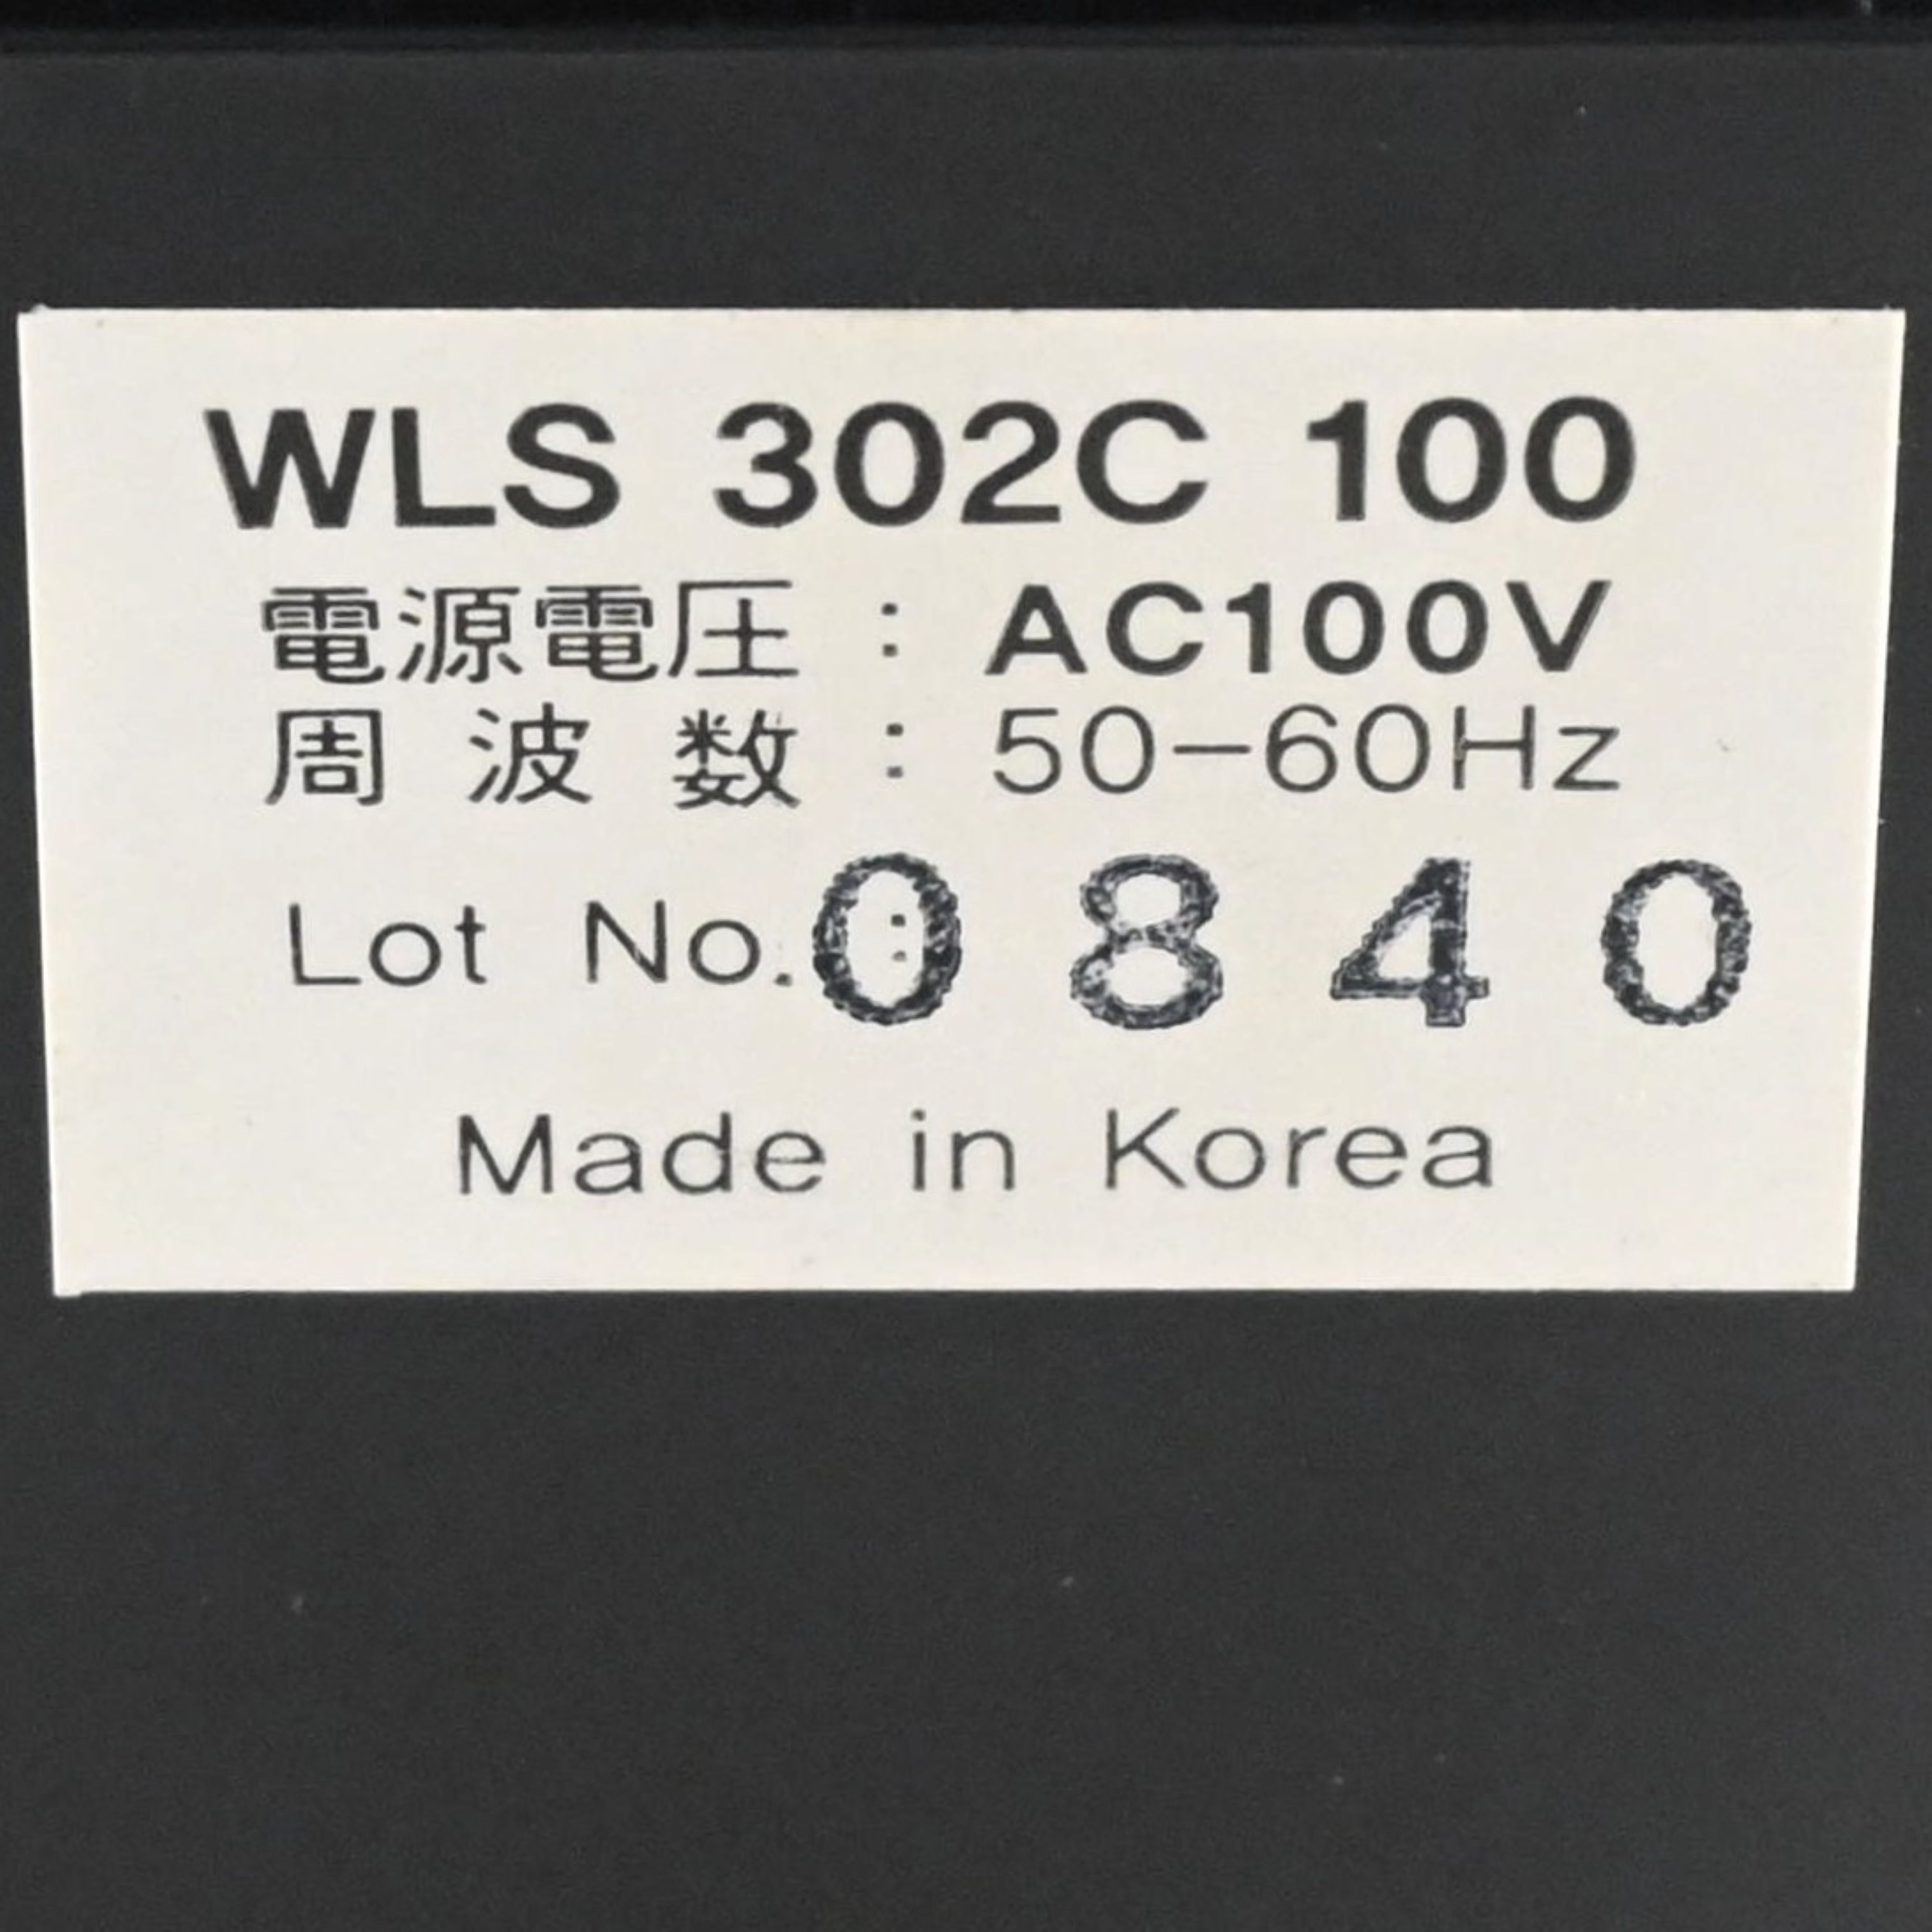 WLS 302C 100
電源電圧 : AC100V
周波数 : 50-60Hz
Lot No. : 0840
Made in Korea